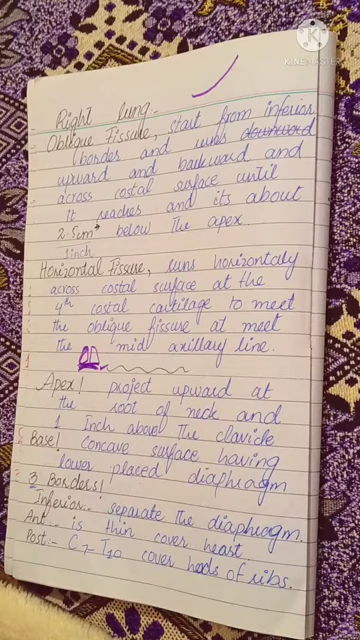 KINEMASTER
Right lung -
Oblique Fissure, start from inferior
border and runs downward
upward and backward and
across costal surface until
it reaches and its about
2.5cm below the apex
1inch
Horizontal Fissure, runs horizontaly
across costal surface at the
4th costal cartilage to meet
the oblique fissure at meet
the mid axillary line.
Apex! project upward at
the root of neck and
1 Inch above The clavicle
Base! concave surface having
lower placed diaphragm
3 Borders!
Inferior.. separate the diaphragm.
Ant... is thin cover heart
Post:- C7- T10 cover heads of ribs.